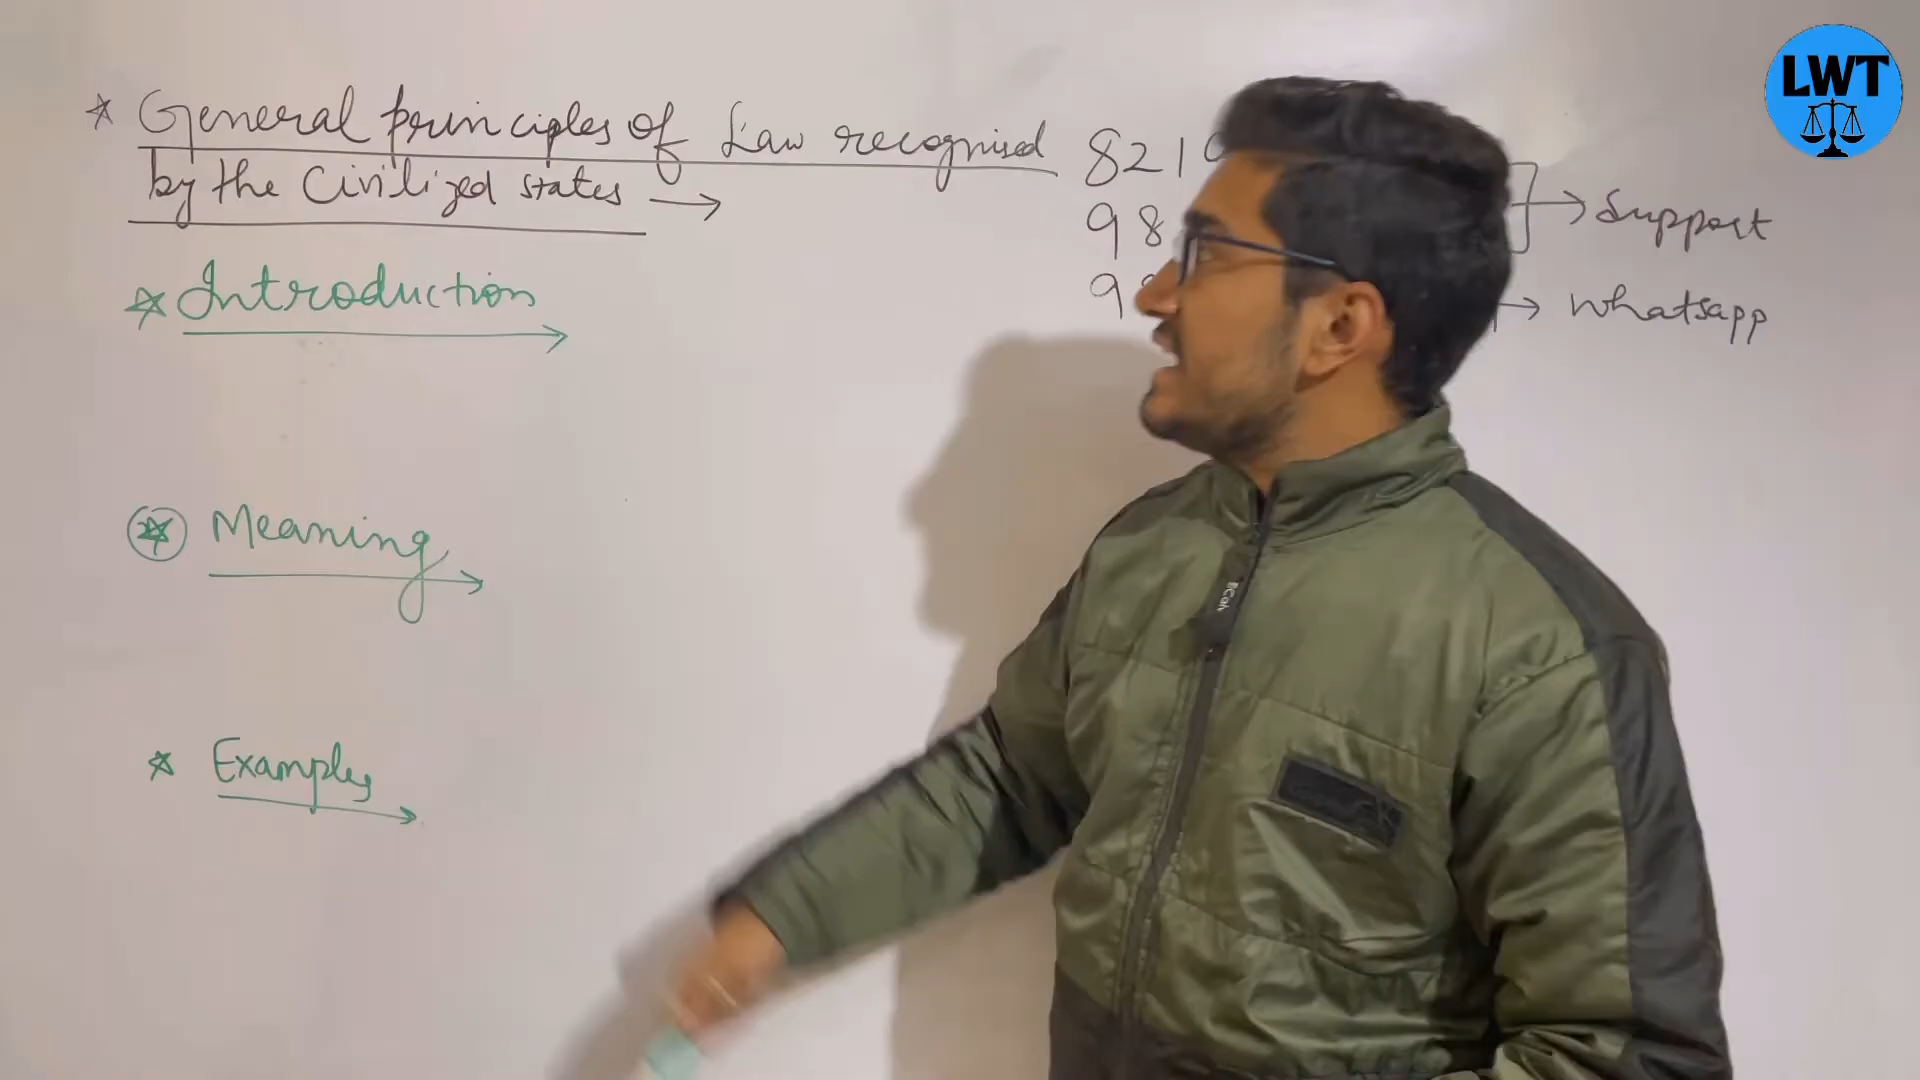 * General principles of Law recognised
by the Civilized states →
* Introduction
* Meaning
* Examples
821
98 → Support
9 → Whatsapp
LWT